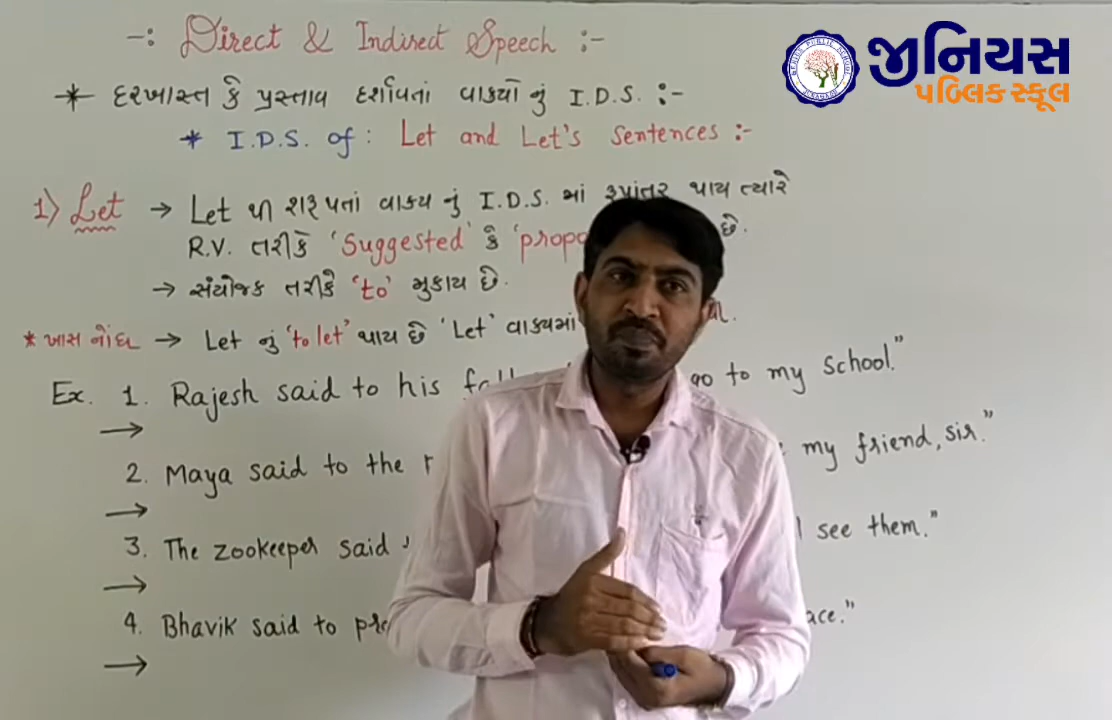 -: Direct & Indirect Speech :-
જીનિયસ
પબ્લિક સ્કૂલ
* દરખાસ્ત કે પ્રસ્તાવ દર્શાવતાં વાક્યો નું I.D.S. :-
* I.D.S. of : Let and Let's Sentences :-
1) Let → Let થી શરૂ થતાં વાક્ય નું I.D.S. માં રૂપાંતર થાય ત્યારે
R.V. તરીકે 'Suggested' કે 'propo છે.
→ સંયોજક તરીકે 'to' મુકાય છે.
* ખાસ નોંધ → Let નું 'to let' થાય છે 'Let' વાક્યમાં
Ex. 1. Rajesh said to his go to my school."
→
2. Maya said to the my friend, sir."
→
3. The zookeeper said I see them."
→
4. Bhavik said to ace."
→